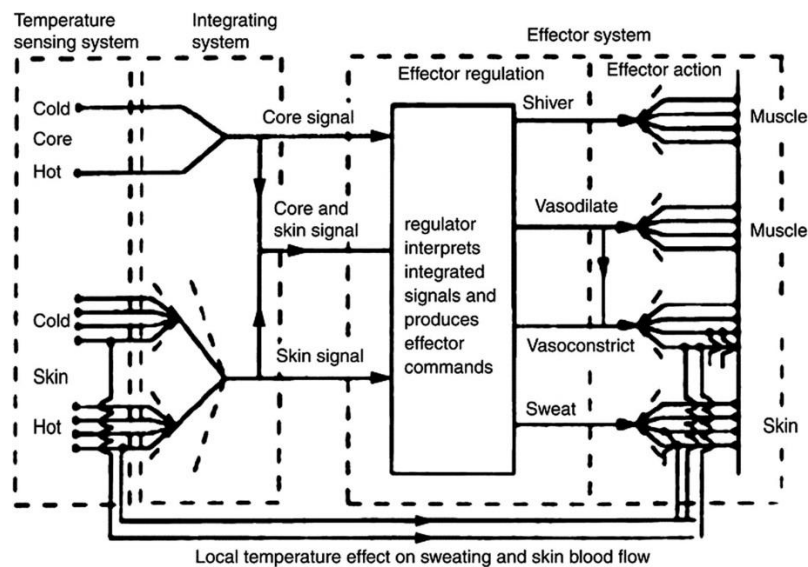 Temperature
sensing system
Integrating
system
Effector system
Effector regulation
Effector action
Cold
Core
Hot
Core signal
Core and
skin signal
Skin signal
Cold
Skin
Hot
regulator
interprets
integrated
signals and
produces
effector
commands
Shiver
Vasodilate
Vasoconstrict
Sweat
Muscle
Muscle
Skin
Local temperature effect on sweating and skin blood flow